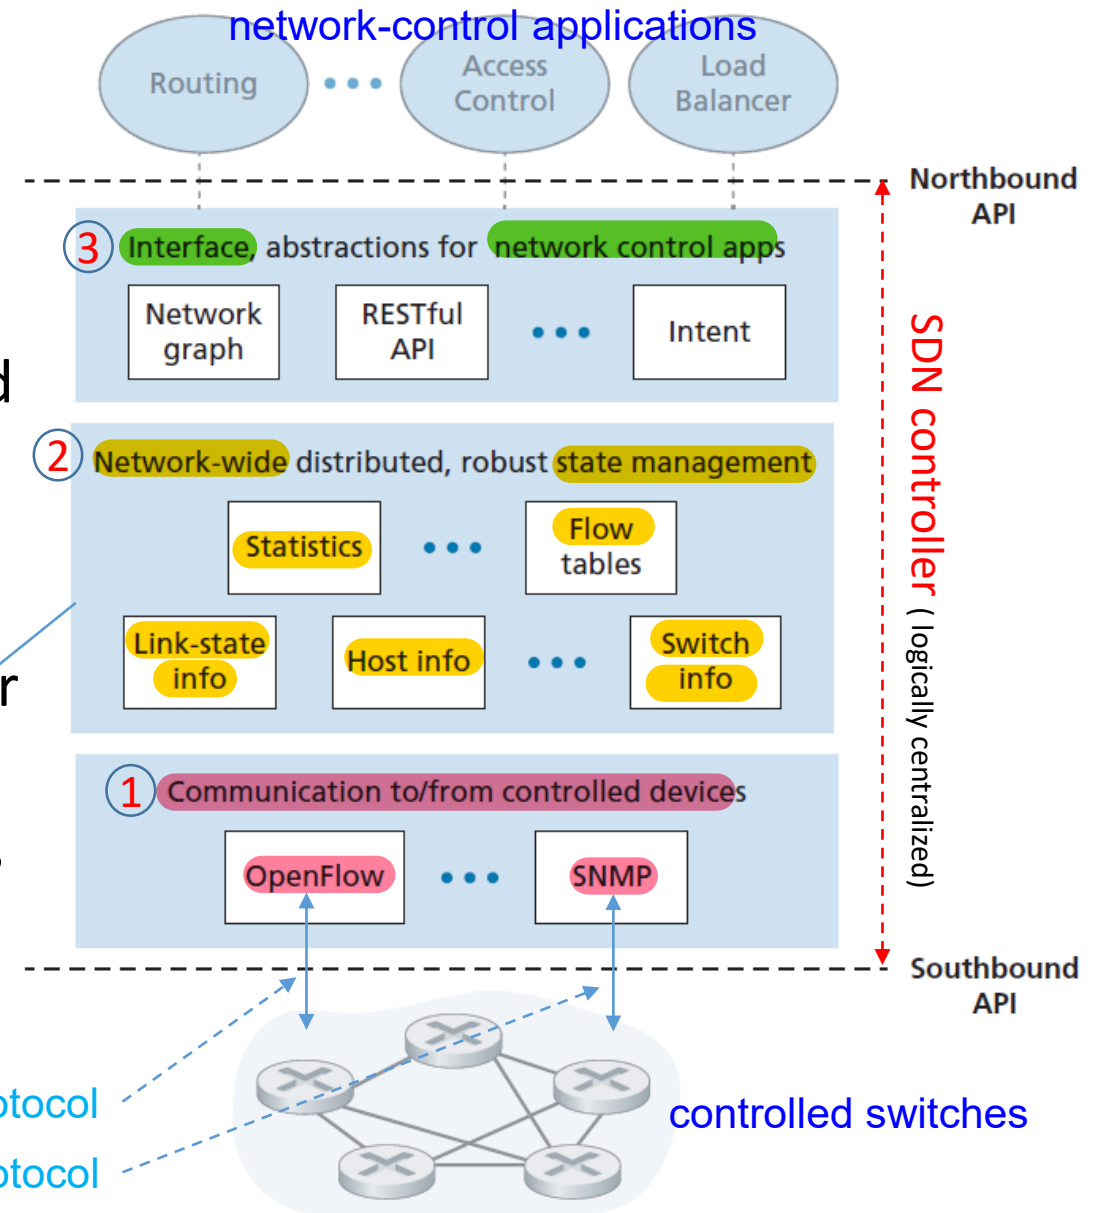 network-control applications
Routing
Access
Control
Load
Balancer
Northbound
API
3
Interface, abstractions for network control apps
Network
graph
RESTful
API
Intent
d
2
Network-wide distributed, robust state management
Statistics
Flow
tables
Link-state
info
Host info
Switch
info
r
SDN controller ( logically centralized)
1
Communication to/from controlled devices
OpenFlow
SNMP
Southbound
API
otocol
otocol
controlled switches